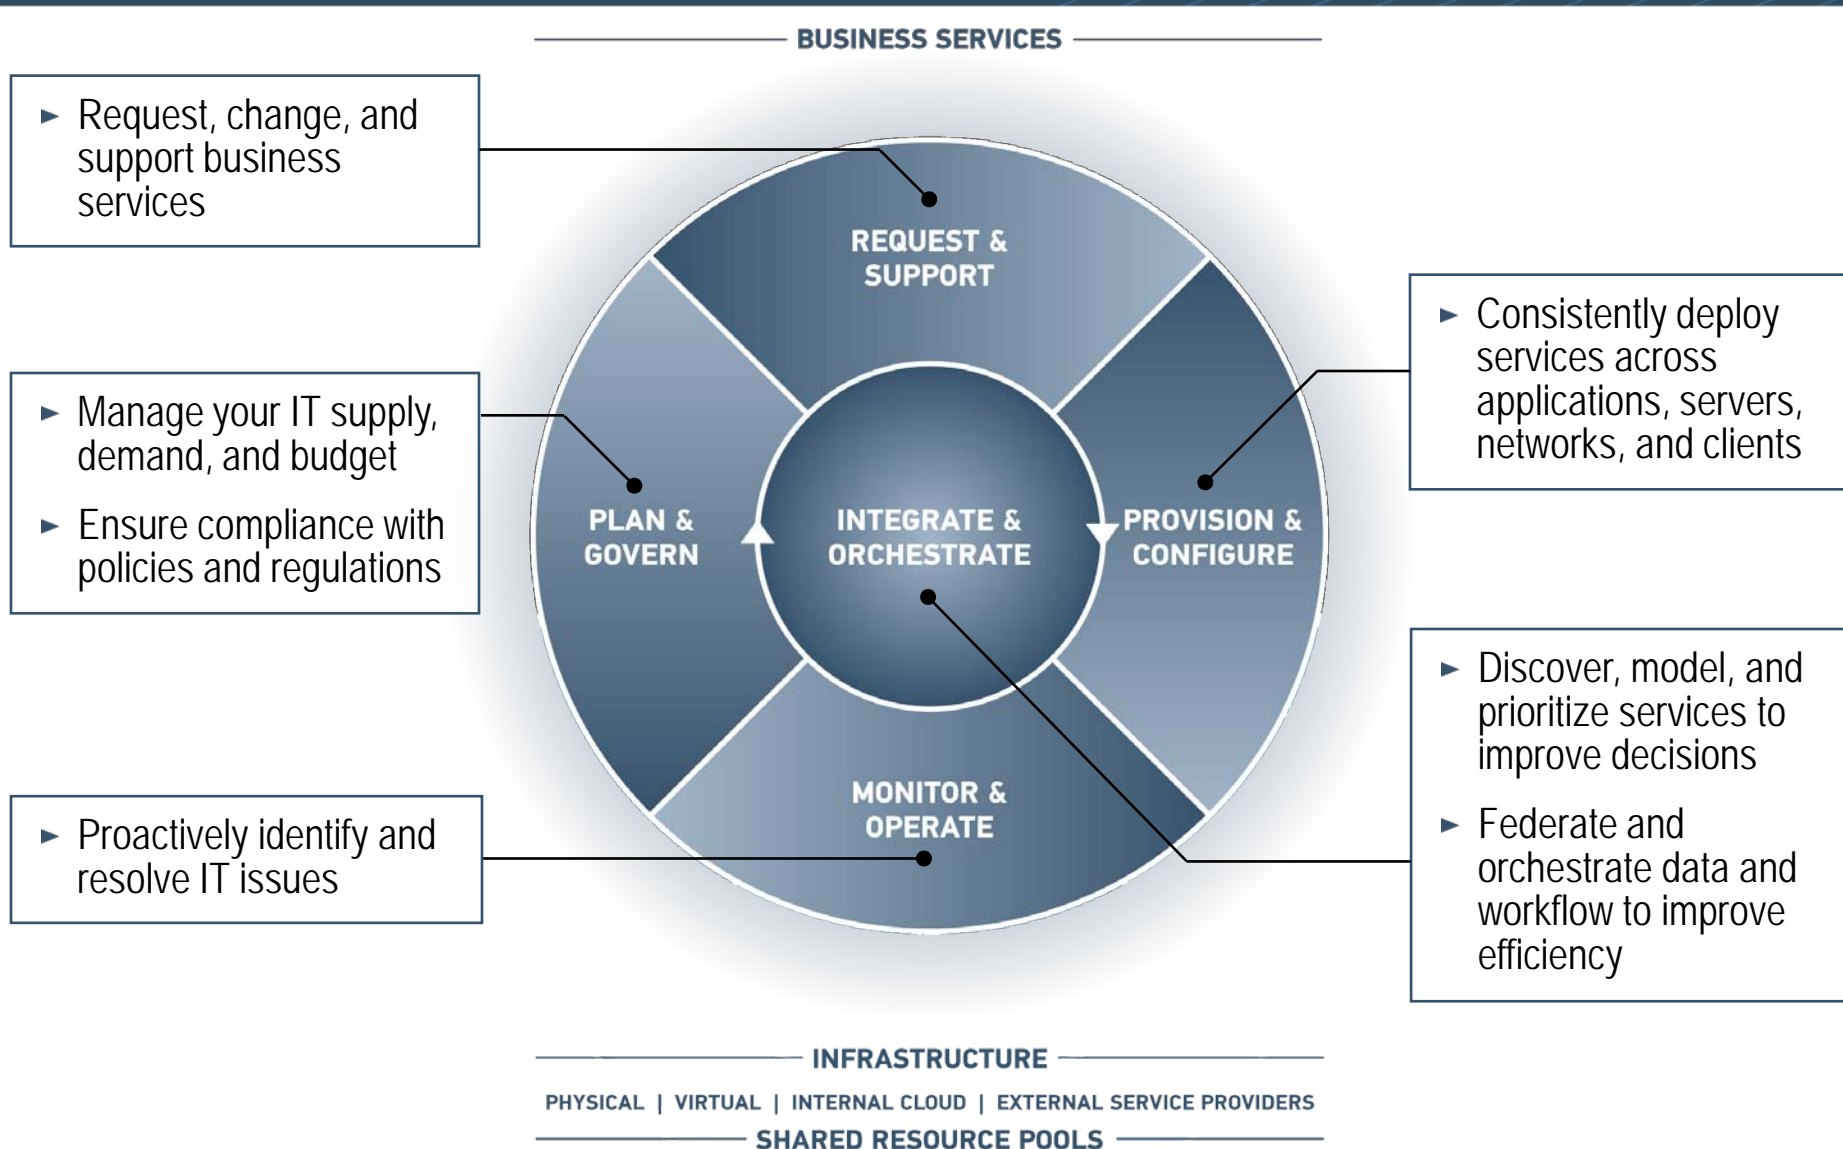 BUSINESS SERVICES
► Request, change, and
support business
services
REQUEST &
SUPPORT
► Consistently deploy
services across
applications, servers,
networks, and clients
► Manage your IT supply,
demand, and budget
► Ensure compliance with
policies and regulations
PLAN &
GOVERN
INTEGRATE &
ORCHESTRATE
PROVISION &
CONFIGURE
► Discover, model, and
prioritize services to
improve decisions
► Federate and
orchestrate data and
workflow to improve
efficiency
MONITOR &
OPERATE
► Proactively identify and
resolve IT issues
INFRASTRUCTURE
PHYSICAL | VIRTUAL | INTERNAL CLOUD | EXTERNAL SERVICE PROVIDERS
SHARED RESOURCE POOLS